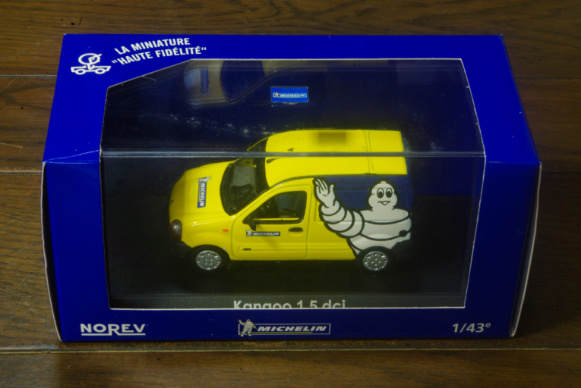 LA MINIATURE
"HAUTE FIDÉLITÉ"
MICHELIN
MICHELIN
MICHELIN
Kangoo 1.5 dci
NOREV
MICHELIN
1/43e